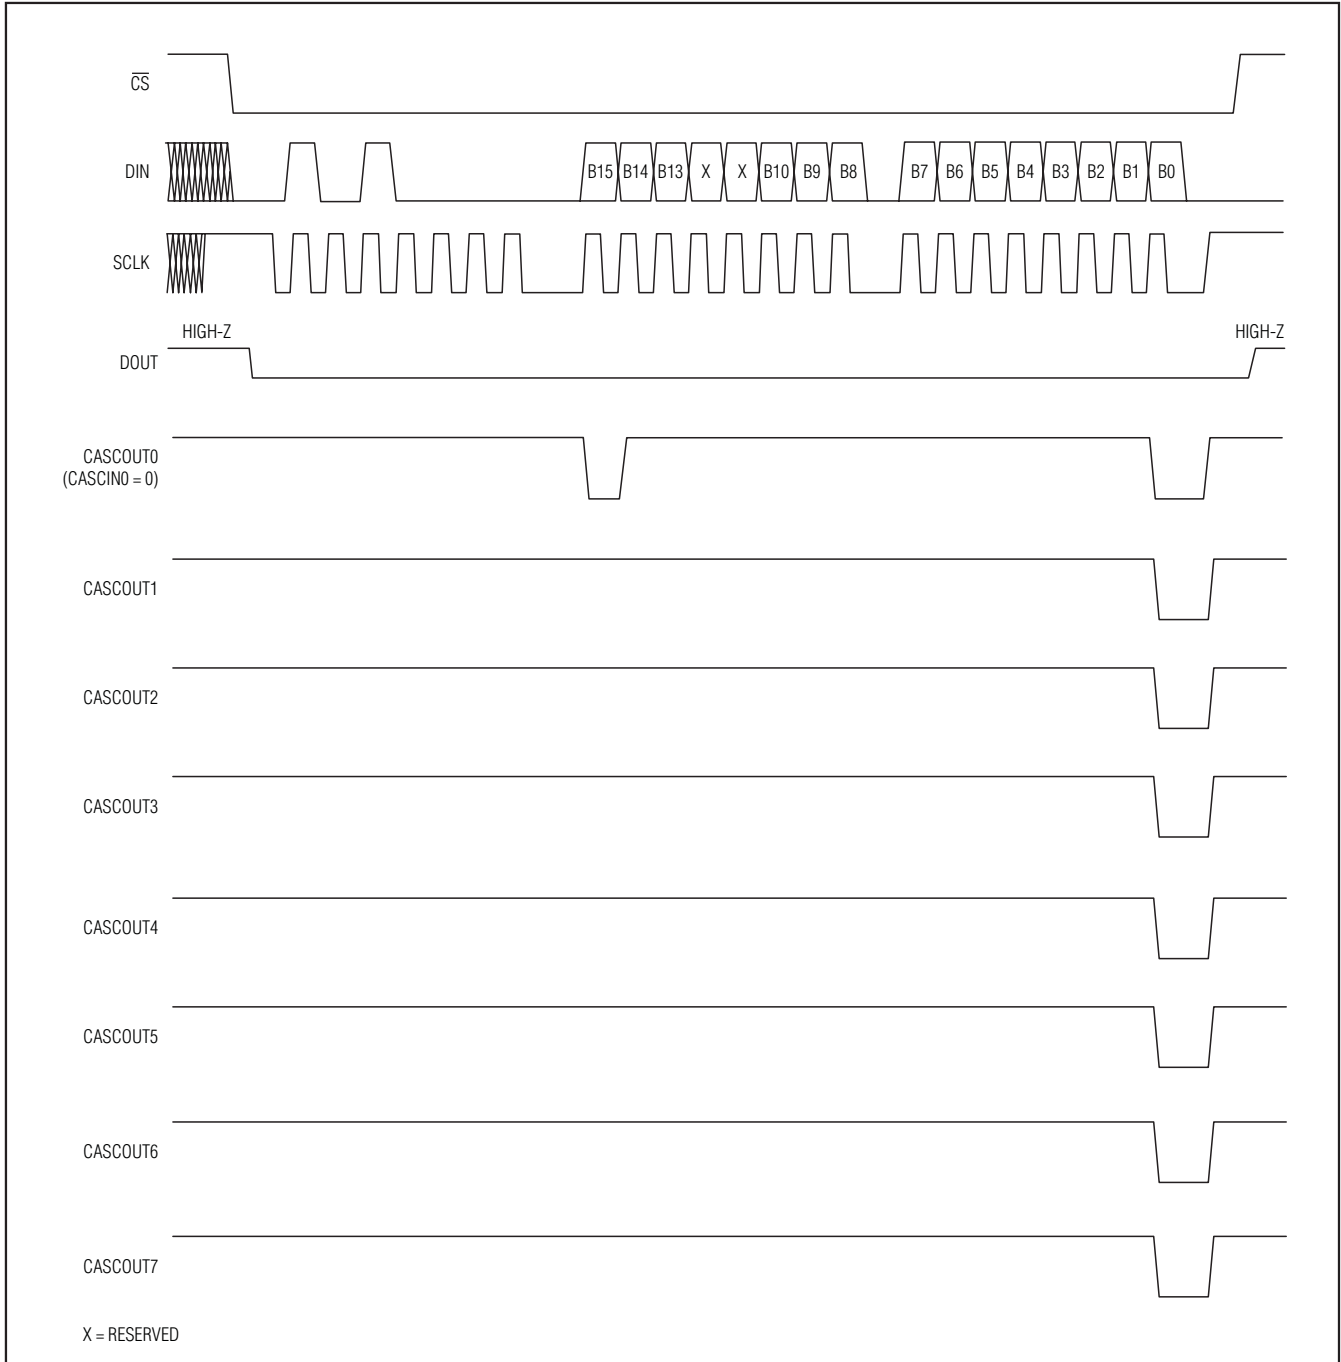 CS
DIN
B15 B14 B13 X X B10 B9 B8 B7 B6 B5 B4 B3 B2 B1 B0
SCLK
HIGH-Z
HIGH-Z
DOUT
CASCOUT0
(CASCIN0 = 0)
CASCOUT1
CASCOUT2
CASCOUT3
CASCOUT4
CASCOUT5
CASCOUT6
CASCOUT7
X = RESERVED